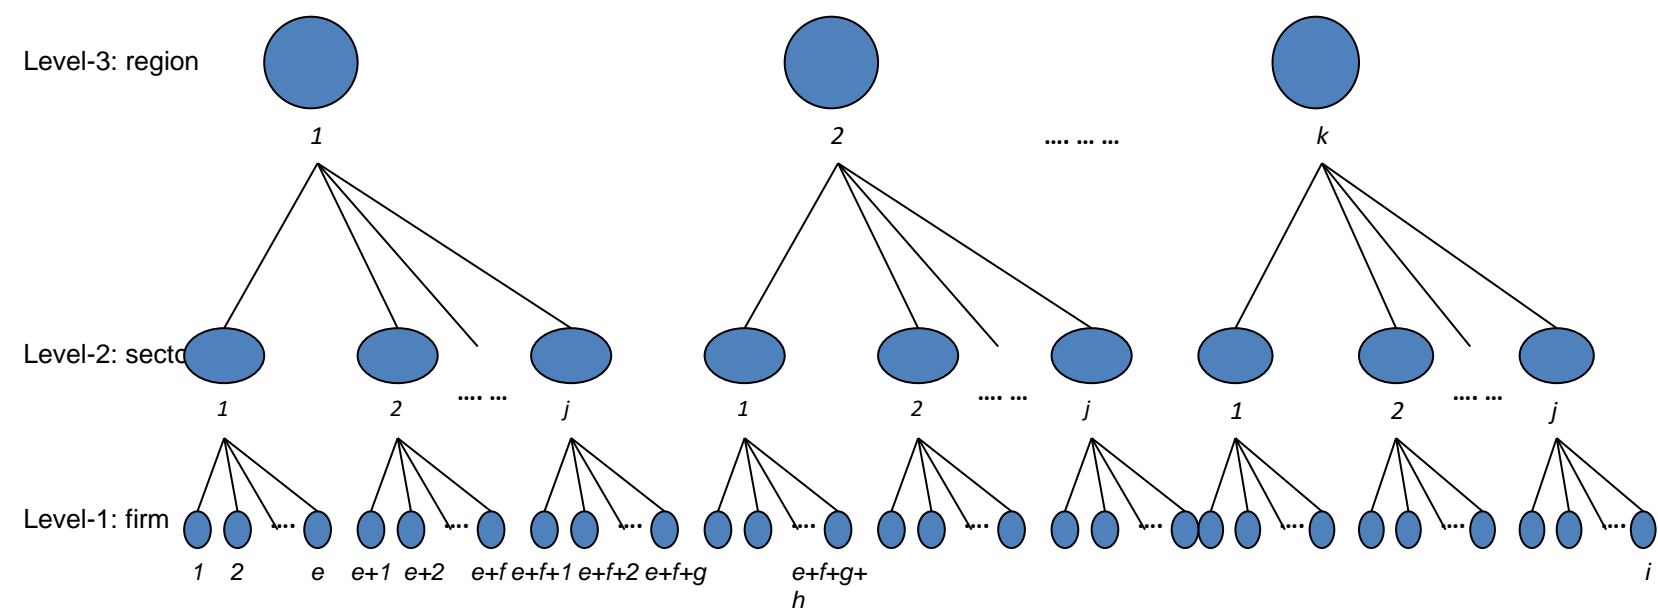 Level-3: region
1 2 .... ... ... k
Level-2: secto
1 2 .... ... j 1 2 .... ... j 1 2 .... ... j
Level-1: firm .... .... .... .... .... .... .... .... ....
1 2 e e+1 e+2 e+f e+f+1 e+f+2 e+f+g e+f+g+ i
h